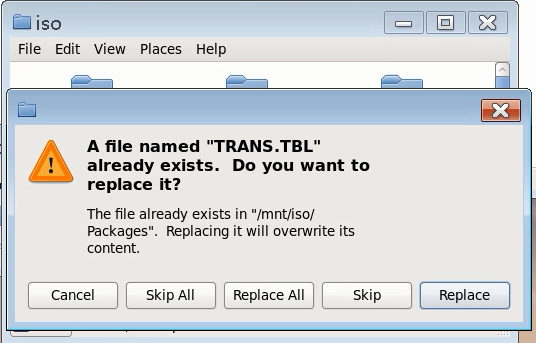 iso
File Edit View Places Help
A file named "TRANS.TBL"
already exists.  Do you want to
replace it?
The file already exists in "/mnt/iso/
Packages".  Replacing it will overwrite its
content.
Cancel Skip All Replace All Skip Replace